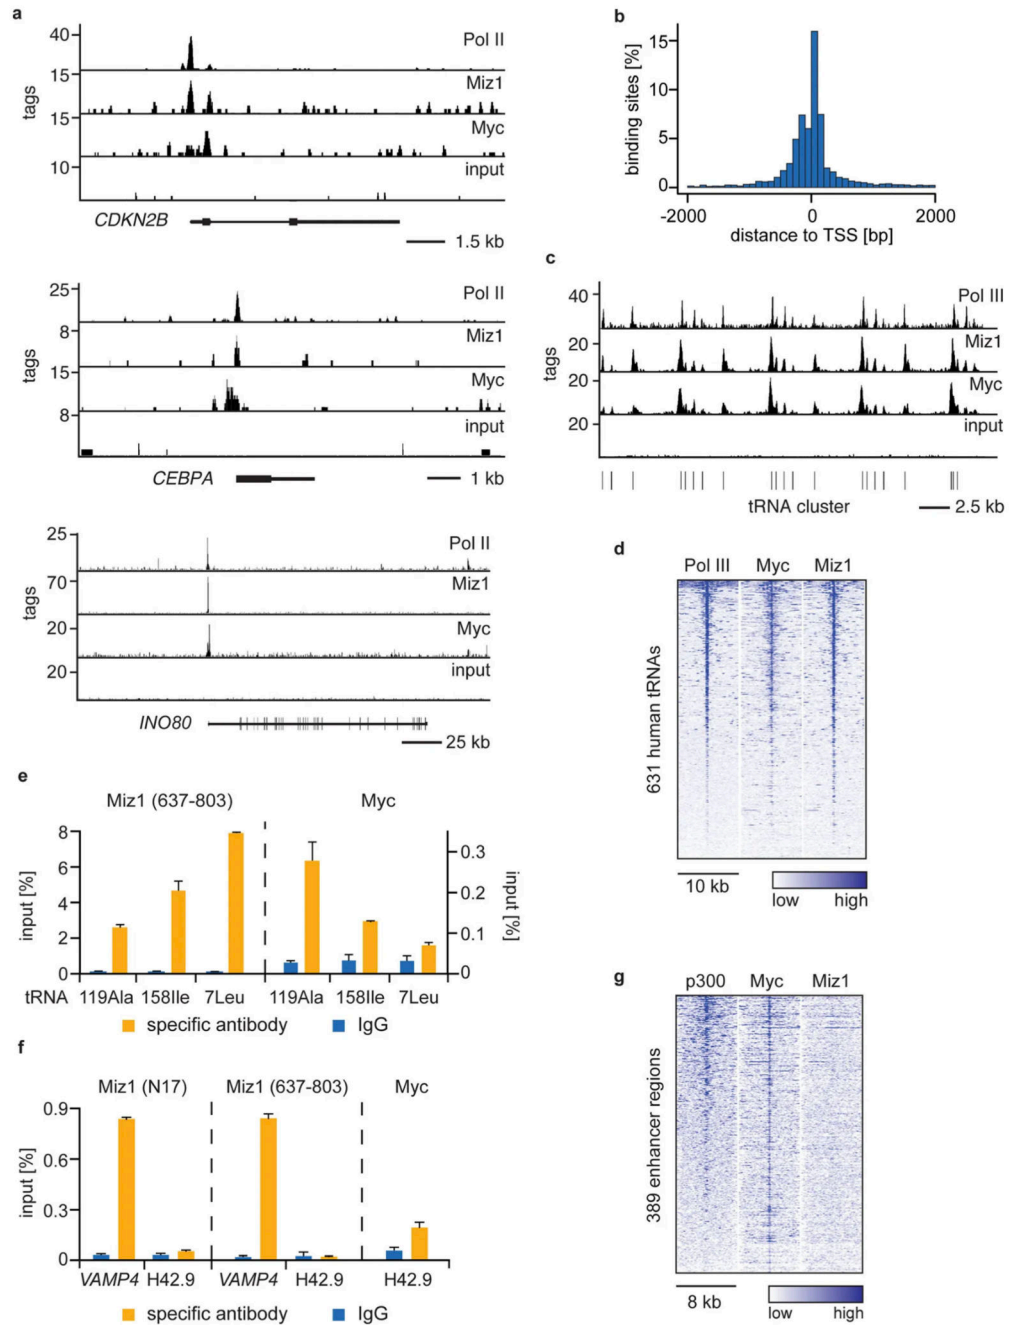 a
40
Pol II
15
Miz1
tags
15
Myc
10
input
CDKN2B
1.5 kb
25
Pol II
8
Miz1
tags
15
Myc
8
input
CEBPA
1 kb
25
Pol II
70
Miz1
tags
20
Myc
20
input
INO80
25 kb
b
binding sites [%]
15
10
5
0
-2000 0 2000
distance to TSS [bp]
c
40
Pol III
20
Miz1
tags
20
Myc
20
input
tRNA cluster
2.5 kb
d
Pol III Myc Miz1
631 human tRNAs
10 kb
low high
e
Miz1 (637-803) Myc
input [%]
8
6
4
2
0
0.3
0.2
0.1
0
input [%]
tRNA 119Ala 158Ile 7Leu 119Ala 158Ile 7Leu
specific antibody IgG
f
Miz1 (N17) Miz1 (637-803) Myc
input [%]
0.9
0.6
0.3
0
VAMP4 H42.9 VAMP4 H42.9 H42.9
specific antibody IgG
g
p300 Myc Miz1
389 enhancer regions
8 kb
low high